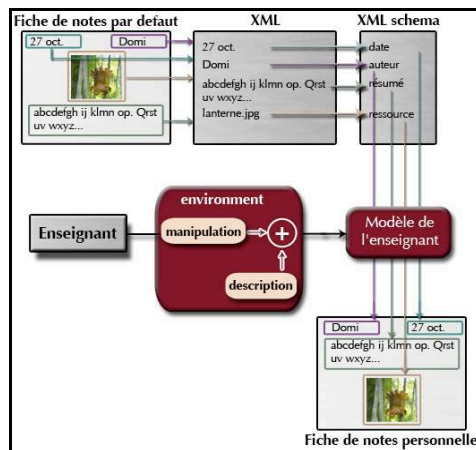 Fiche de notes par defaut
27 oct.
Domi
abcdefgh ij klmn op. Qrst
uv wxyz...
XML
27 oct.
Domi
abcdefgh ij klmn op. Qrst
uv wxyz...
lanterne.jpg
XML schema
date
auteur
résumé
ressource
Enseignant
environment
manipulation
+
description
Modèle de
l'enseignant
Domi
27 oct.
abcdefgh ij klmn op. Qrst
uv wxyz...
Fiche de notes personnelle